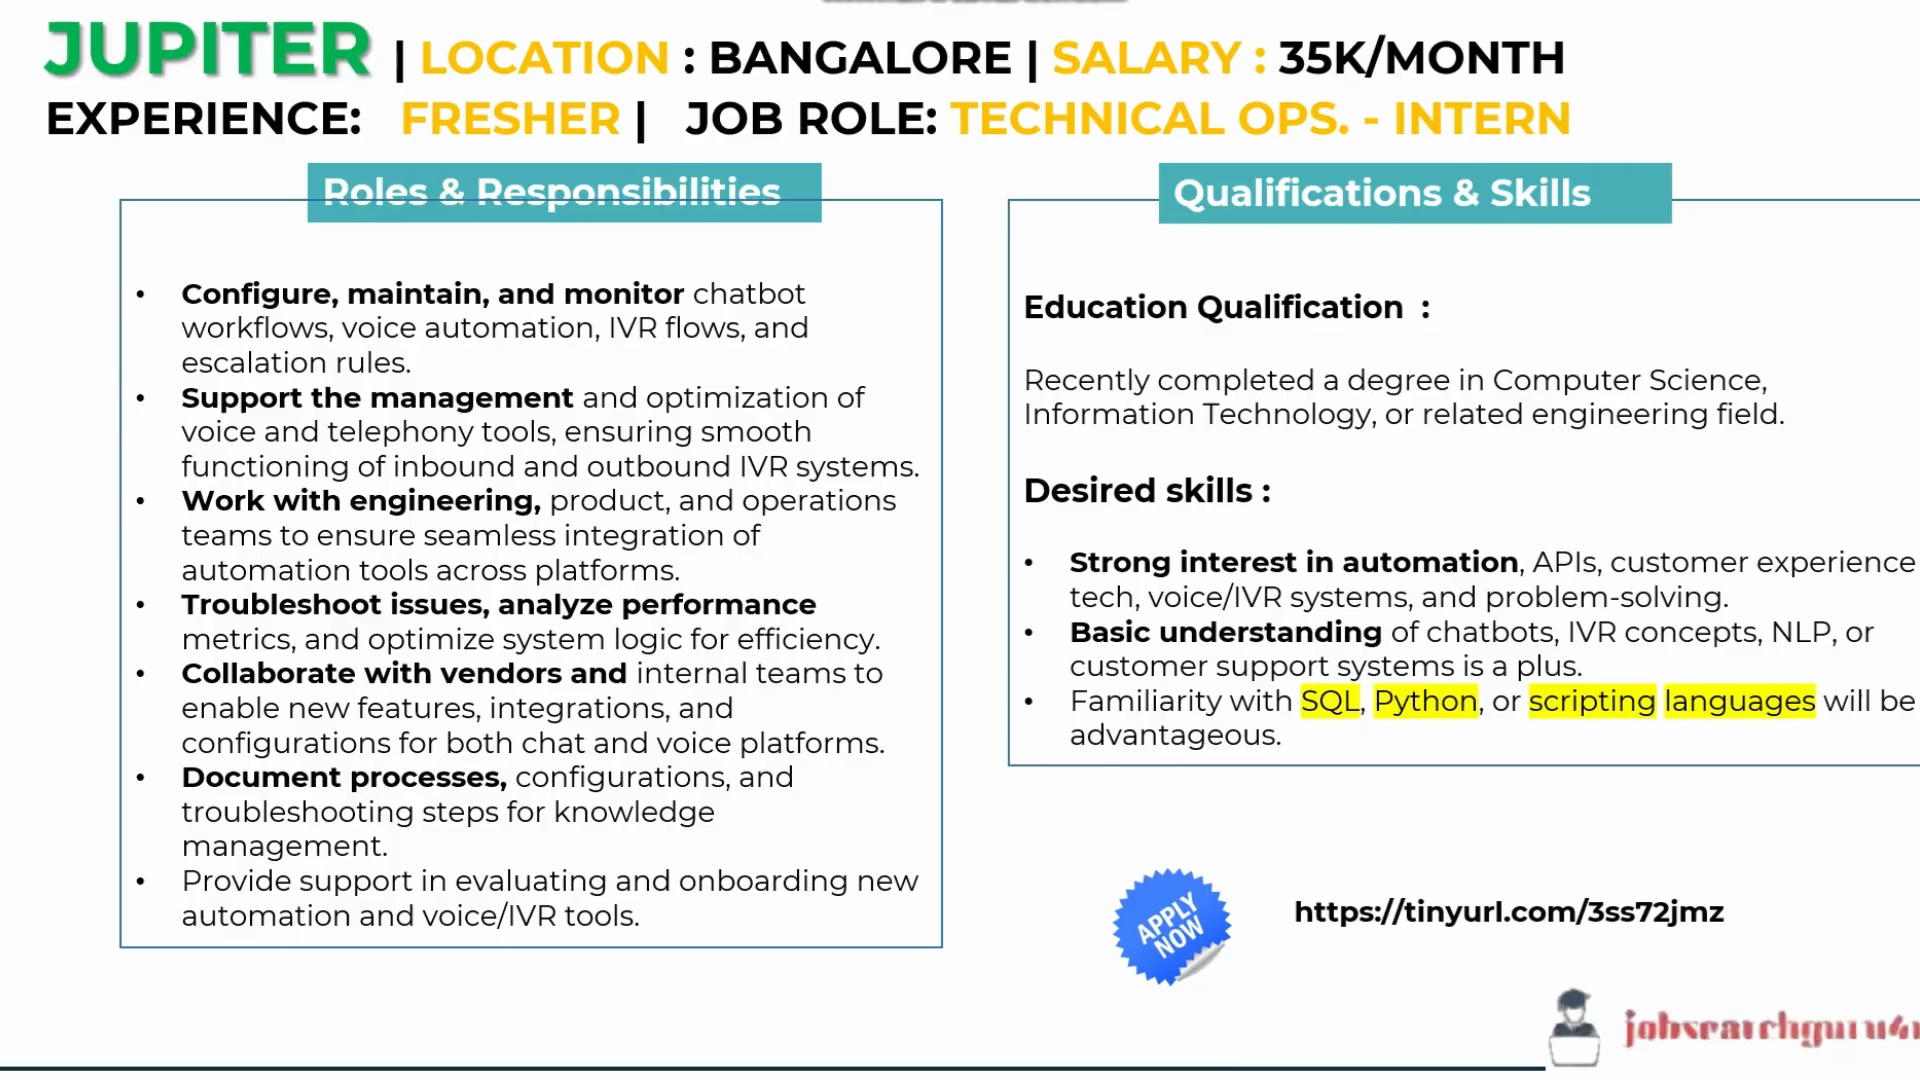 JUPITER | LOCATION : BANGALORE | SALARY : 35K/MONTH
EXPERIENCE: FRESHER | JOB ROLE: TECHNICAL OPS. - INTERN
Roles & Responsibilities
• Configure, maintain, and monitor chatbot
workflows, voice automation, IVR flows, and
escalation rules.
• Support the management and optimization of
voice and telephony tools, ensuring smooth
functioning of inbound and outbound IVR systems.
• Work with engineering, product, and operations
teams to ensure seamless integration of
automation tools across platforms.
• Troubleshoot issues, analyze performance
metrics, and optimize system logic for efficiency.
• Collaborate with vendors and internal teams to
enable new features, integrations, and
configurations for both chat and voice platforms.
• Document processes, configurations, and
troubleshooting steps for knowledge
management.
• Provide support in evaluating and onboarding new
automation and voice/IVR tools.
Qualifications & Skills
Education Qualification :
Recently completed a degree in Computer Science,
Information Technology, or related engineering field.
Desired skills :
• Strong interest in automation, APIs, customer experience
tech, voice/IVR systems, and problem-solving.
• Basic understanding of chatbots, IVR concepts, NLP, or
customer support systems is a plus.
• Familiarity with SQL, Python, or scripting languages will be
advantageous.
APPLY
NOW
https://tinyurl.com/3ss72jmz